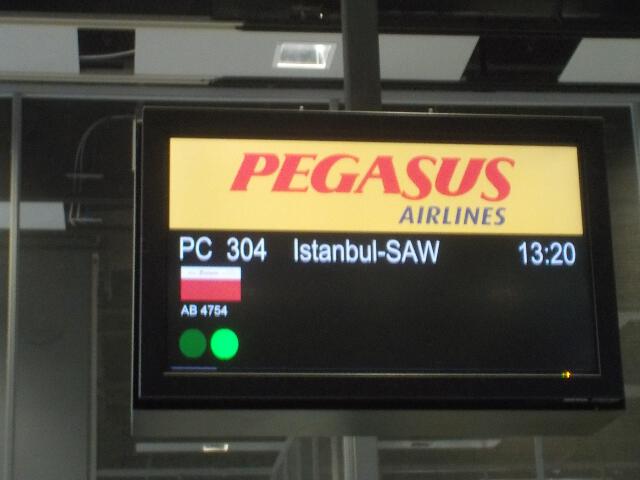 PEGASUS
AIRLINES
PC 304 Istanbul-SAW 13:20
AB 4754